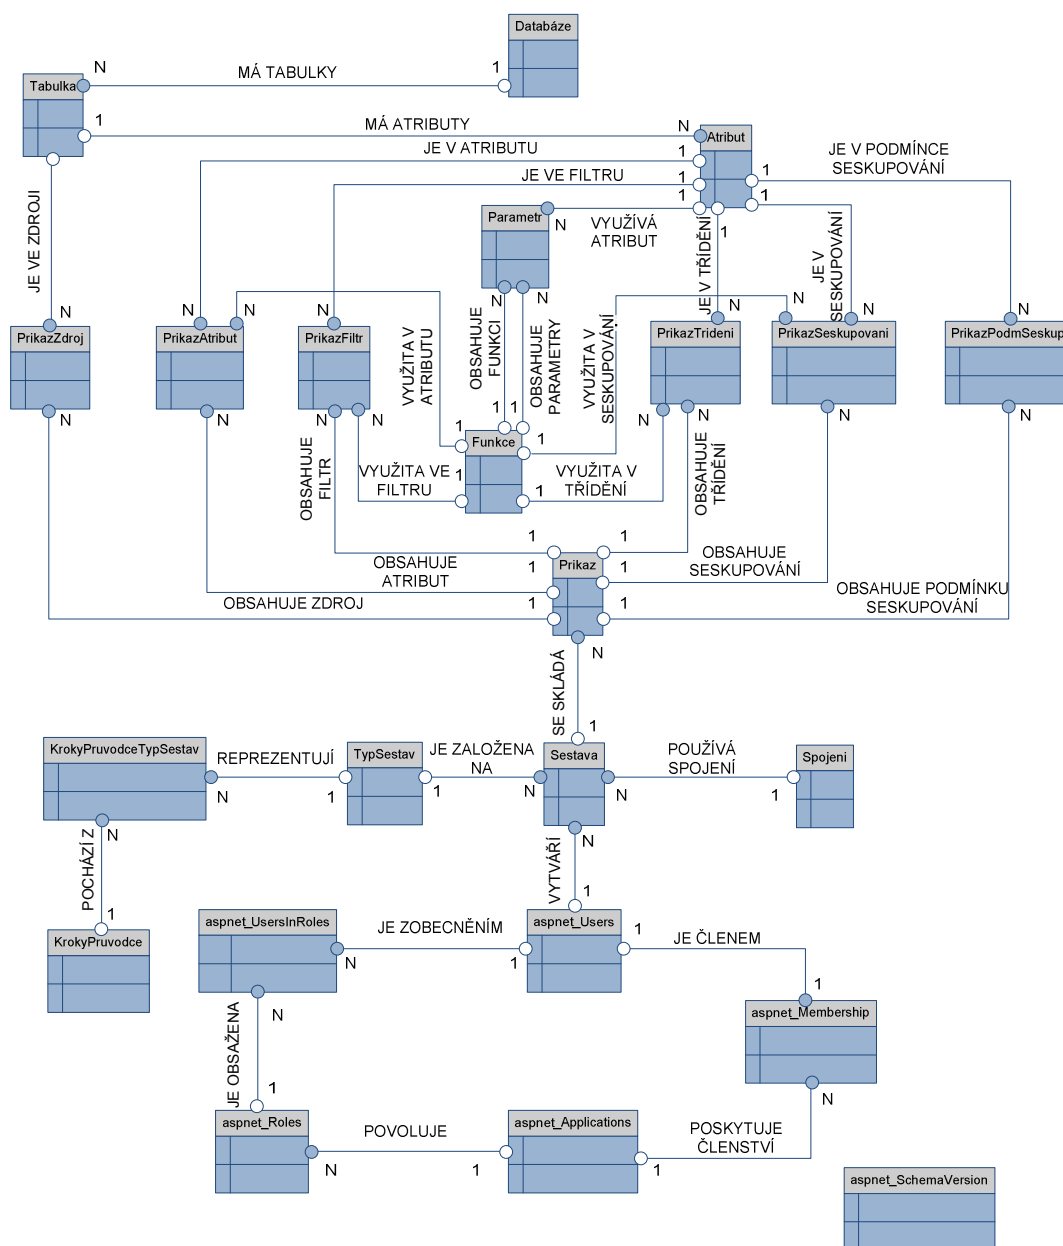 Databáze
N
MÁ TABULKY
1
Tabulka
1
MÁ ATRIBUTY
N
Atribut
JE V ATRIBUTU
1
JE V PODMÍNCE
SESKUPOVÁNÍ
1
JE VE FILTRU
1
1
1
Parametr
N
VYUŽÍVÁ
ATRIBUT
1
JE VE ZDROJI
JE V TŘÍDĚNÍ
JE V
SESKUPOVÁNÍ
N
N
N
N
N
N
N
N
N
N
N
PrikazZdroj
PrikazAtribut
PrikazFiltr
VYUŽITA V
ATRIBUTU
OBSAHUJE
FUNKCI
OBSAHUJE
PARAMETRY
VYUŽITA V
SESKUPOVÁNÍ
PrikazTrideni
PrikazSeskupovani
PrikazPodmSeskup
N
N
N
N
N
N
N
N
1
1
1
Funkce
1
OBSAHUJE
FILTR
VYUŽITA VE
FILTRU
1
1
VYUŽITA V
TŘÍDĚNÍ
OBSAHUJE
TŘÍDĚNÍ
1
1
Prikaz
OBSAHUJE
ATRIBUT
1
1
OBSAHUJE
SESKUPOVÁNÍ
OBSAHUJE ZDROJ
1
1
OBSAHUJE PODMÍNKU
SESKUPOVÁNÍ
N
SE SKLÁDÁ
1
KrokyPruvodceTypSestav
REPREZENTUJÍ
TypSestav
JE ZALOŽENA
NA
Sestava
POUŽÍVÁ
SPOJENÍ
Spojeni
N
1
1
N
N
1
N
N
POCHÁZÍ Z
VYTVÁŘÍ
1
1
KrokyPruvodce
aspnet_UsersInRoles
JE ZOBECNĚNÍM
aspnet_Users
1
JE ČLENEM
N
1
1
aspnet_Membership
N
JE OBSAŽENA
1
N
aspnet_Roles
POVOLUJE
aspnet_Applications
POSKYTUJE
ČLENSTVÍ
N
1
1
aspnet_SchemaVersion